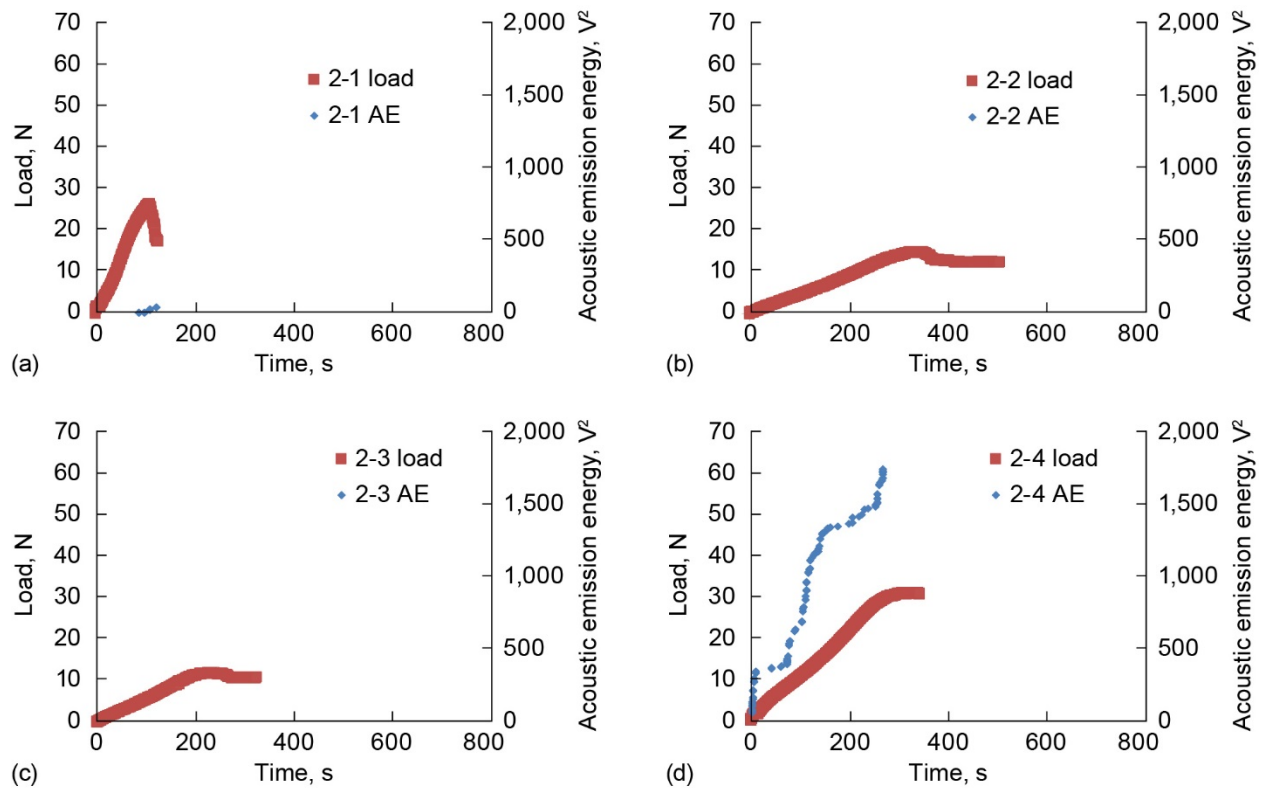 70
60
50
40
30
20
10
0
Load, N
2,000
1,500
1,000
500
0
Acoustic emission energy, V²
2-1 load
2-1 AE
0 200 400 600 800
Time, s
(a)
70
60
50
40
30
20
10
0
Load, N
2,000
1,500
1,000
500
0
Acoustic emission energy, V²
2-2 load
2-2 AE
0 200 400 600 800
Time, s
(b)
70
60
50
40
30
20
10
0
Load, N
2,000
1,500
1,000
500
0
Acoustic emission energy, V²
2-3 load
2-3 AE
0 200 400 600 800
Time, s
(c)
70
60
50
40
30
20
10
0
Load, N
2,000
1,500
1,000
500
0
Acoustic emission energy, V²
2-4 load
2-4 AE
0 200 400 600 800
Time, s
(d)